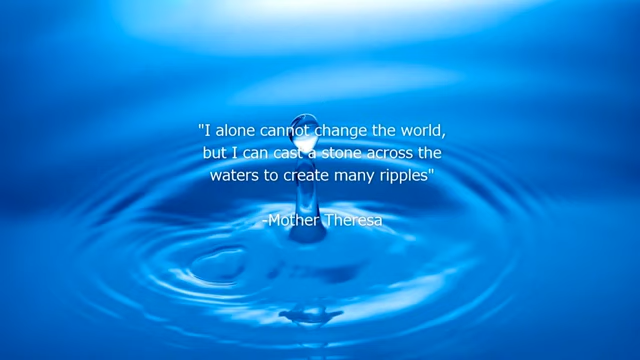 "I alone cannot change the world,
but I can cast a stone across the
waters to create many ripples"
-Mother Theresa